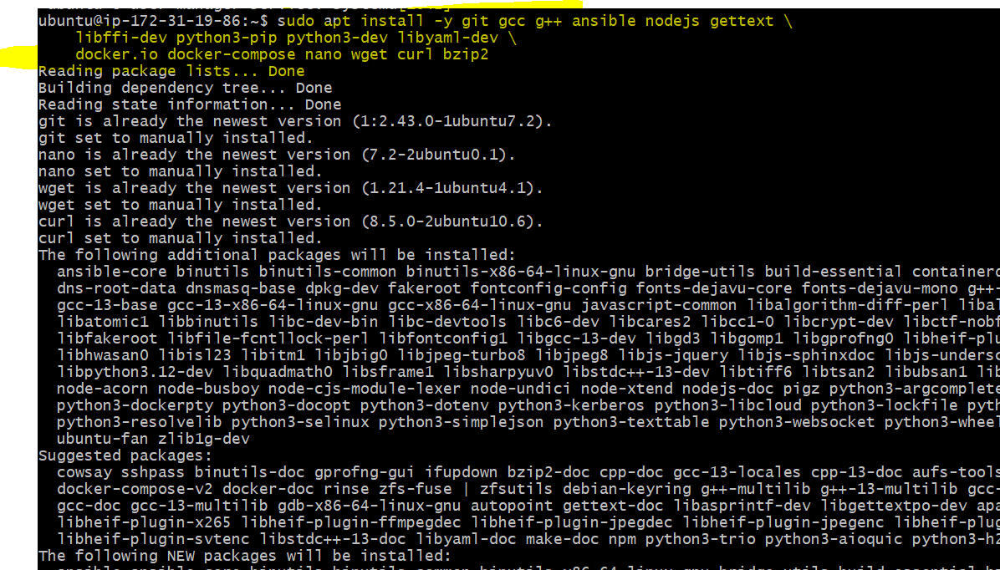 ubuntu@ip-172-31-19-86:~$ sudo apt install -y git gcc g++ ansible nodejs gettext \
    libffi-dev python3-pip python3-dev libyaml-dev \
    docker.io docker-compose nano wget curl bzip2
Reading package lists... Done
Building dependency tree... Done
Reading state information... Done
git is already the newest version (1:2.43.0-1ubuntu7.2).
git set to manually installed.
nano is already the newest version (7.2-2ubuntu0.1).
nano set to manually installed.
wget is already the newest version (1.21.4-1ubuntu4.1).
wget set to manually installed.
curl is already the newest version (8.5.0-2ubuntu10.6).
curl set to manually installed.
The following additional packages will be installed:
  ansible-core binutils binutils-common binutils-x86-64-linux-gnu bridge-utils build-essential containerd
  dns-root-data dnsmasq-base dpkg-dev fakeroot fontconfig-config fonts-dejavu-core fonts-dejavu-mono g++-
  gcc-13-base gcc-13-x86-64-linux-gnu gcc-x86-64-linux-gnu javascript-common libalgorithm-diff-perl libal
  libatomic1 libbinutils libc-dev-bin libc-devtools libc6-dev libcares2 libcc1-0 libcrypt-dev libctf-nobf
  libfakeroot libfile-fcntllock-perl libfontconfig1 libgcc-13-dev libgd3 libgomp1 libgprofng0 libheif-plu
  libhwasan0 libisl23 libitm1 libjbig0 libjpeg-turbo8 libjpeg8 libjs-jquery libjs-sphinxdoc libjs-undersc
  libpython3.12-dev libquadmath0 libsframe1 libsharpyuv0 libstdc++-13-dev libtiff6 libtsan2 libubsan1 lib
  node-acorn node-busboy node-cjs-module-lexer node-undici node-xtend nodejs-doc pigz python3-argcomplete
  python3-dockerpty python3-docopt python3-dotenv python3-kerberos python3-libcloud python3-lockfile pyth
  python3-resolvelib python3-selinux python3-simplejson python3-texttable python3-websocket python3-wheel
  ubuntu-fan zlib1g-dev
Suggested packages:
  cowsay sshpass binutils-doc gprofng-gui ifupdown bzip2-doc cpp-doc gcc-13-locales cpp-13-doc aufs-tools
  docker-compose-v2 docker-doc rinse zfs-fuse | zfsutils debian-keyring g++-multilib g++-13-multilib gcc-
  gcc-doc gcc-13-multilib gdb-x86-64-linux-gnu autopoint gettext-doc libasprintf-dev libgettextpo-dev apa
  libheif-plugin-x265 libheif-plugin-ffmpegdec libheif-plugin-jpegdec libheif-plugin-jpegenc libheif-plug
  libheif-plugin-svtenc libstdc++-13-doc libyaml-doc make-doc npm python3-trio python3-aioquic python3-h2
The following NEW packages will be installed: